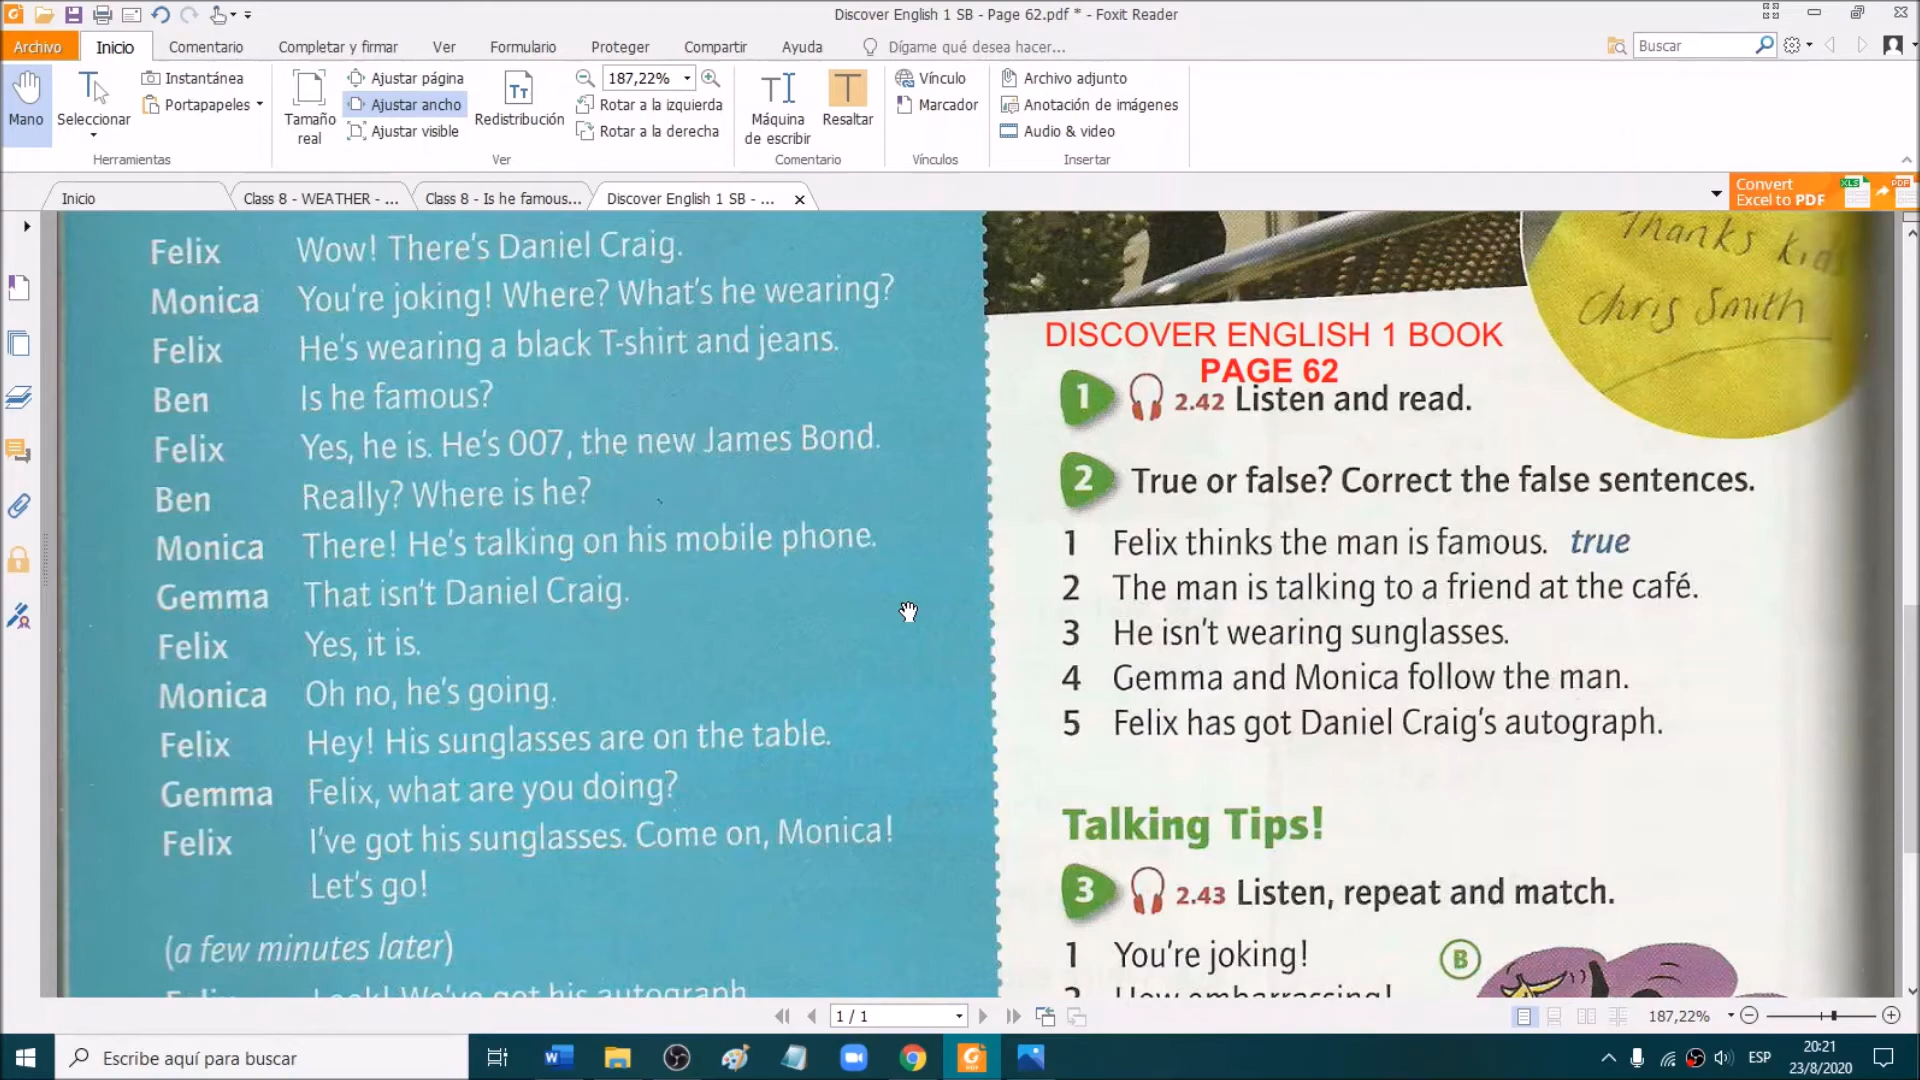 Discover English 1 SB - Page 62.pdf * - Foxit Reader
Archivo Inicio Comentario Completar y firmar Ver Formulario Proteger Compartir Ayuda Dígame qué desea hacer... Buscar
Mano
Seleccionar
Instantánea
Portapapeles
Herramientas
Tamaño real
Ajustar página
Ajustar ancho
Ajustar visible
Redistribución
187,22%
Rotar a la izquierda
Rotar a la derecha
Ver
Máquina de escribir
Resaltar
Comentario
Vínculo
Marcador
Vínculos
Archivo adjunto
Anotación de imágenes
Audio & video
Insertar
Inicio Class 8 - WEATHER - ... Class 8 - Is he famous... Discover English 1 SB - ...
Convert
Excel to PDF
Felix Wow! There's Daniel Craig.
Monica You're joking! Where? What's he wearing?
Felix He's wearing a black T-shirt and jeans.
Ben Is he famous?
Felix Yes, he is. He's 007, the new James Bond.
Ben Really? Where is he?
Monica There! He's talking on his mobile phone.
Gemma That isn't Daniel Craig.
Felix Yes, it is.
Monica Oh no, he's going.
Felix Hey! His sunglasses are on the table.
Gemma Felix, what are you doing?
Felix I've got his sunglasses. Come on, Monica!
Let's go!
(a few minutes later)
Felix Look! We've got his autograph
Thanks kids
Chris Smith
DISCOVER ENGLISH 1 BOOK
PAGE 62
1 2.42 Listen and read.
2 True or false? Correct the false sentences.
1 Felix thinks the man is famous. true
2 The man is talking to a friend at the café.
3 He isn't wearing sunglasses.
4 Gemma and Monica follow the man.
5 Felix has got Daniel Craig's autograph.
Talking Tips!
3 2.43 Listen, repeat and match.
1 You're joking!
2 How embarrassing!
B
1 / 1
187,22%
Escribe aquí para buscar
ESP
20:21
23/8/2020